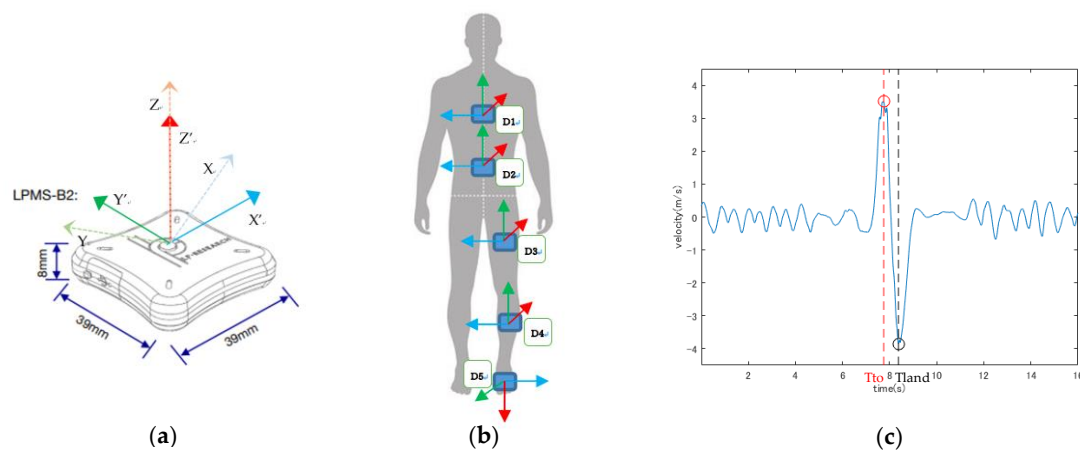 Z
Z′
X
LPMS-B2:
Y′
X′
Y
8mm
39mm
39mm
(a)
D1
D2
D3
D4
D5
(b)
4
3
2
1
0
−1
−2
−3
−4
velocity(m/s)
2 4 6 8 10 12 14 16
Tto Tland
time(s)
(c)